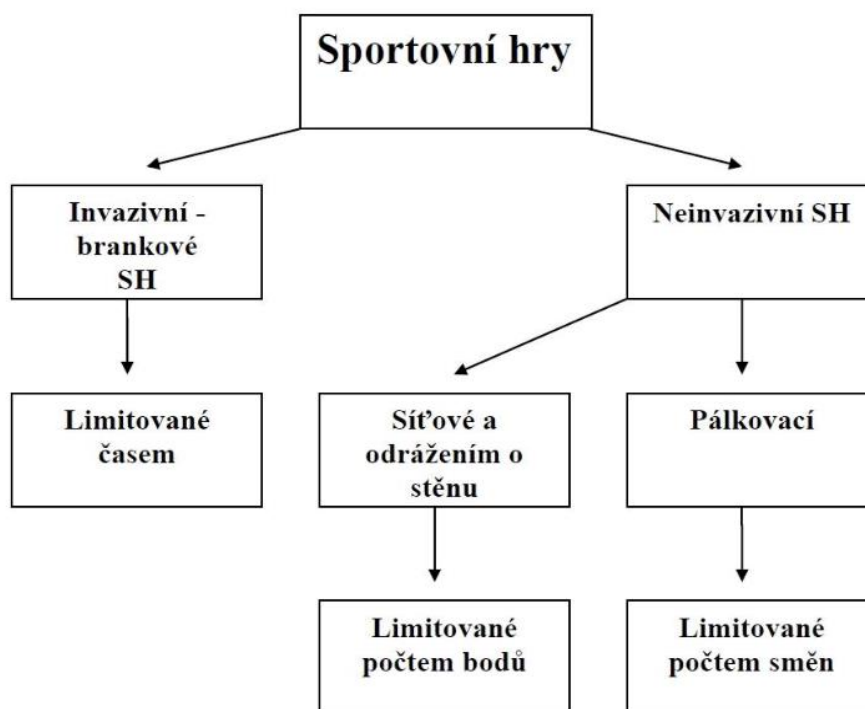 Sportovní hry
Invazivní -
brankové
SH
Neinvazivní SH
Limitované
časem
Síťové a
odrážením o
stěnu
Pálkovací
Limitované
počtem bodů
Limitované
počtem směn